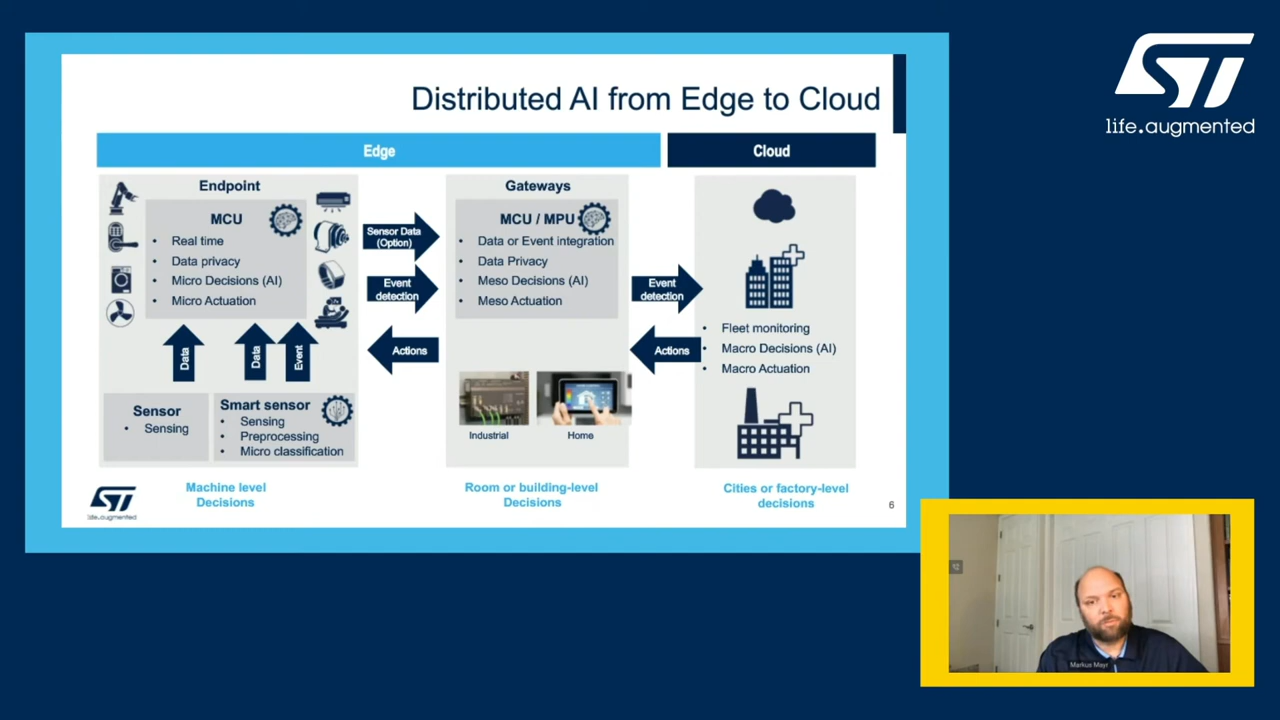 Distributed AI from Edge to Cloud
Edge
Cloud
Endpoint
MCU
• Real time
• Data privacy
• Micro Decisions (AI)
• Micro Actuation
Data
Data
Event
Sensor
• Sensing
Smart sensor
• Sensing
• Preprocessing
• Micro classification
Machine level
Decisions
Sensor Data
(Option)
Event
detection
Actions
Gateways
MCU / MPU
• Data or Event integration
• Data Privacy
• Meso Decisions (AI)
• Meso Actuation
Industrial
Home
Room or building-level
Decisions
Event
detection
Actions
• Fleet monitoring
• Macro Decisions (AI)
• Macro Actuation
Cities or factory-level
decisions
ST
life.augmented
6
ST
life.augmented
Markus Mayr